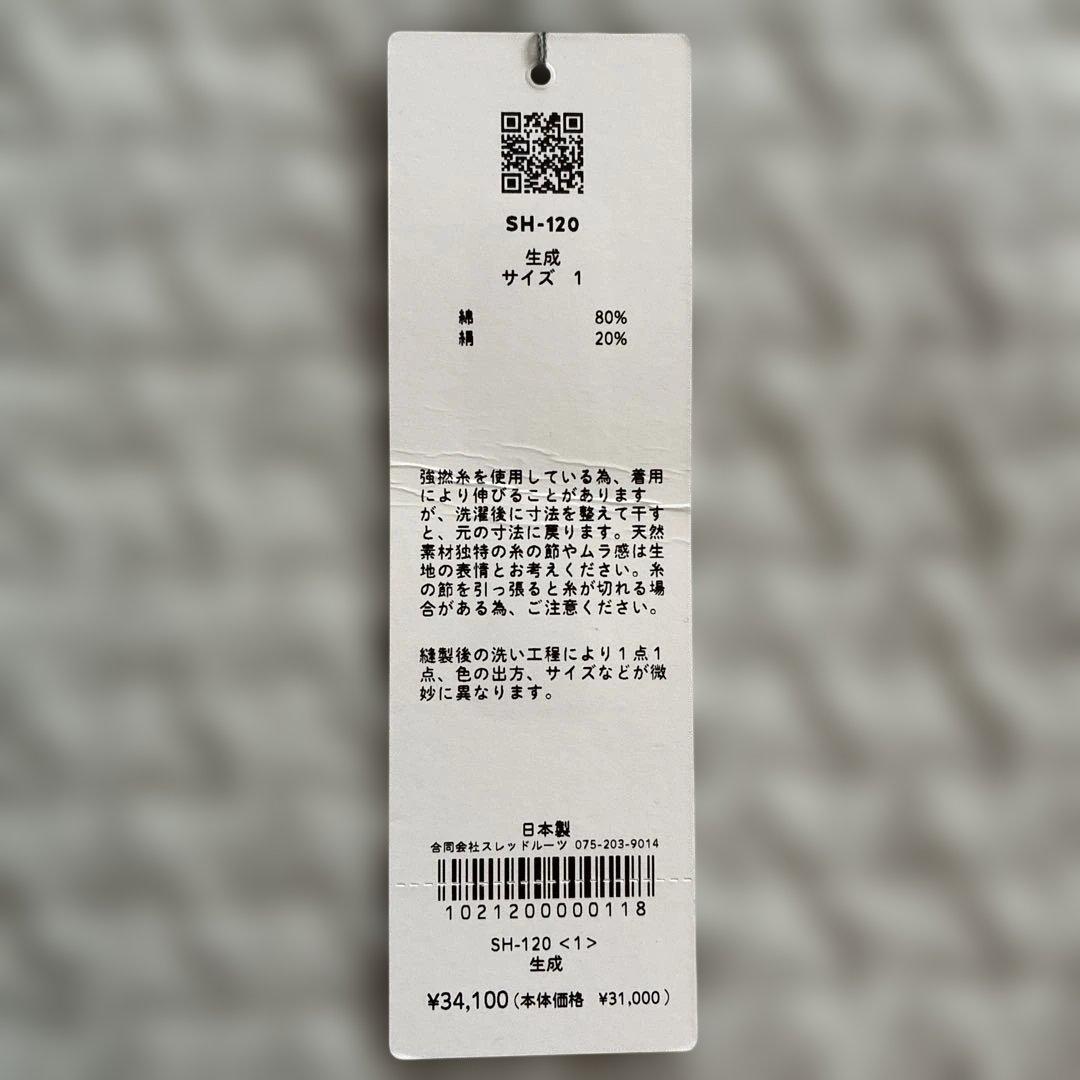 SH-120
生成
サイズ 1
綿 80%
絹 20%
強撚糸を使用している為、着用
により伸びることがあります
が、洗濯後に寸法を整えて干す
と、元の寸法に戻ります。天然
素材独特の糸の節やムラ感は生
地の表情とお考えください。糸
の節を引っ張ると糸が切れる場
合がある為、ご注意ください。
縫製後の洗い工程により1点1
点、色の出方、サイズなどが微
妙に異なります。
日本製
合同会社スレッドルーツ 075-203-9014
1021200000118
SH-120 <1>
生成
¥34,100(本体価格 ¥31,000)